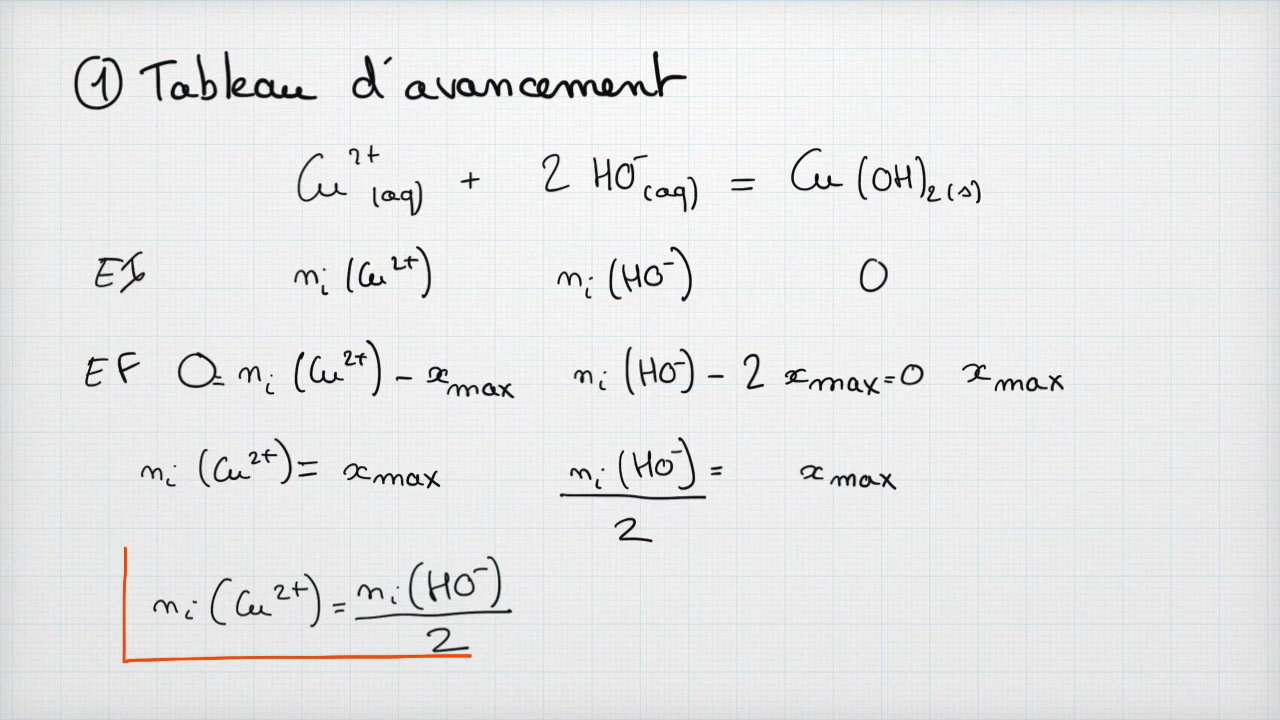 ① Tableau d'avancement
Cu²⁺(aq) + 2 HO⁻(aq) = Cu(OH)₂(s)
EI nᵢ(Cu²⁺) nᵢ(HO⁻) 0
EF 0 = nᵢ(Cu²⁺) - xmax nᵢ(HO⁻) - 2 xmax = 0 xmax
nᵢ(Cu²⁺) = xmax nᵢ(HO⁻)/2 = xmax
nᵢ(Cu²⁺) = nᵢ(HO⁻)/2